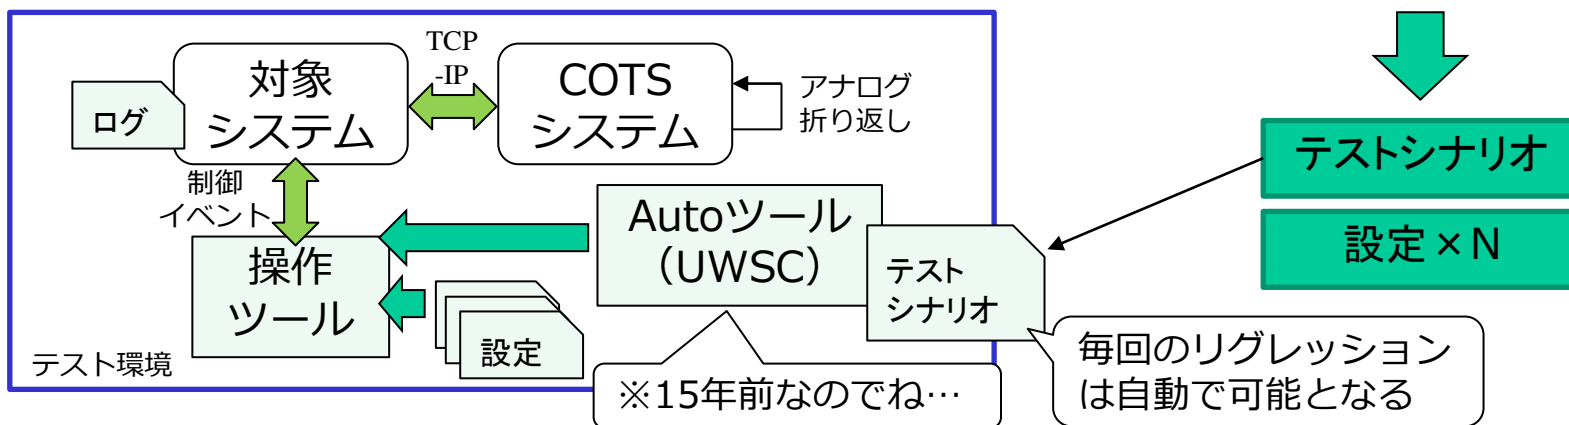 TCP
-IP
対象
システム
COTS
システム
アナログ
折り返し
ログ
制御
イベント
Autoツール
（UWSC）
テスト
シナリオ
操作
ツール
設定
テスト環境
※15年前なのでね…
テストシナリオ
設定×N
毎回のリグレッション
は自動で可能となる